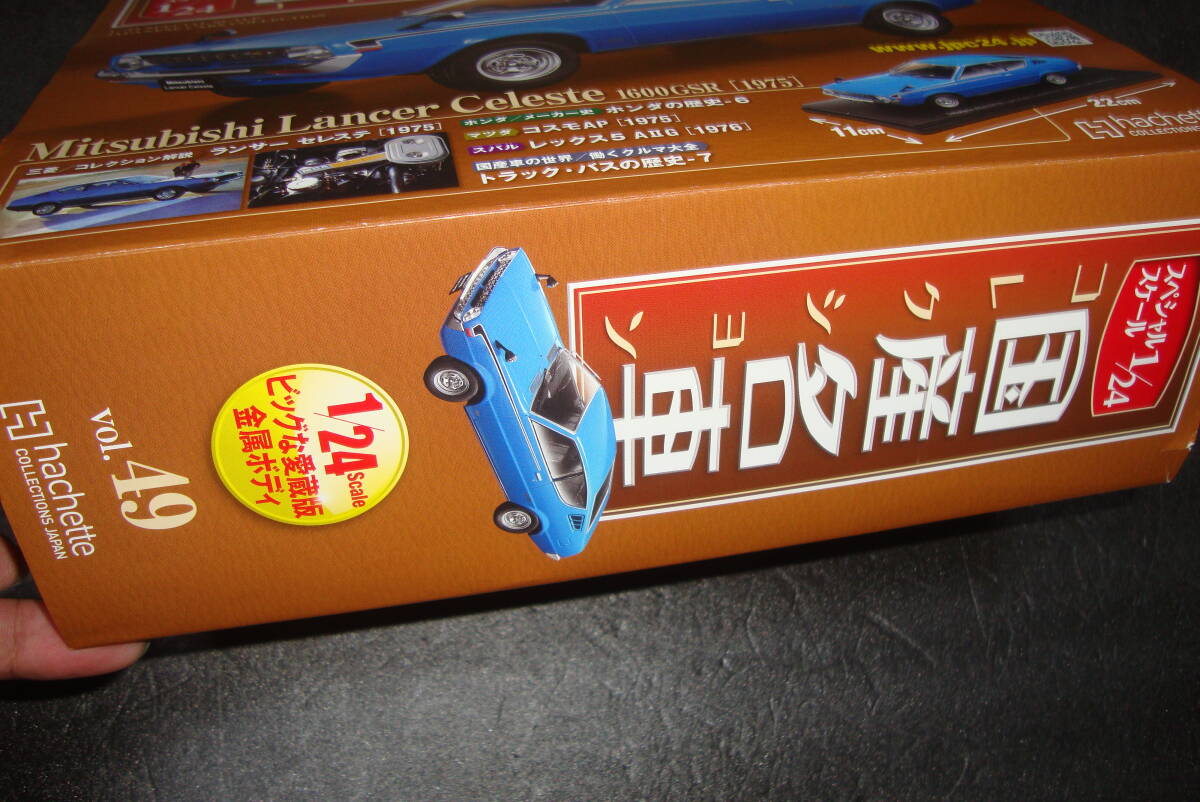 1/24
www.jpc24.jp
Mitsubishi
Lancer Celeste
Mitsubishi Lancer Celeste 1600GSR [1975]
三菱/コレクション解説 ランサー セレステ [1975]
ホンダ/メーカー史 ホンダの歴史-6
マツダ コスモAP [1975]
スバル レックス5 AⅡG [1976]
国産車の世界/働くクルマ大全
トラック・バスの歴史-7
11cm
22cm
hachette
COLLECTIONS
スペシャル
スケール 1/24
国産名車
コレクション
1/24 Scale
ビッグな愛蔵版
金属ボディ
vol. 49
hachette
COLLECTIONS JAPAN